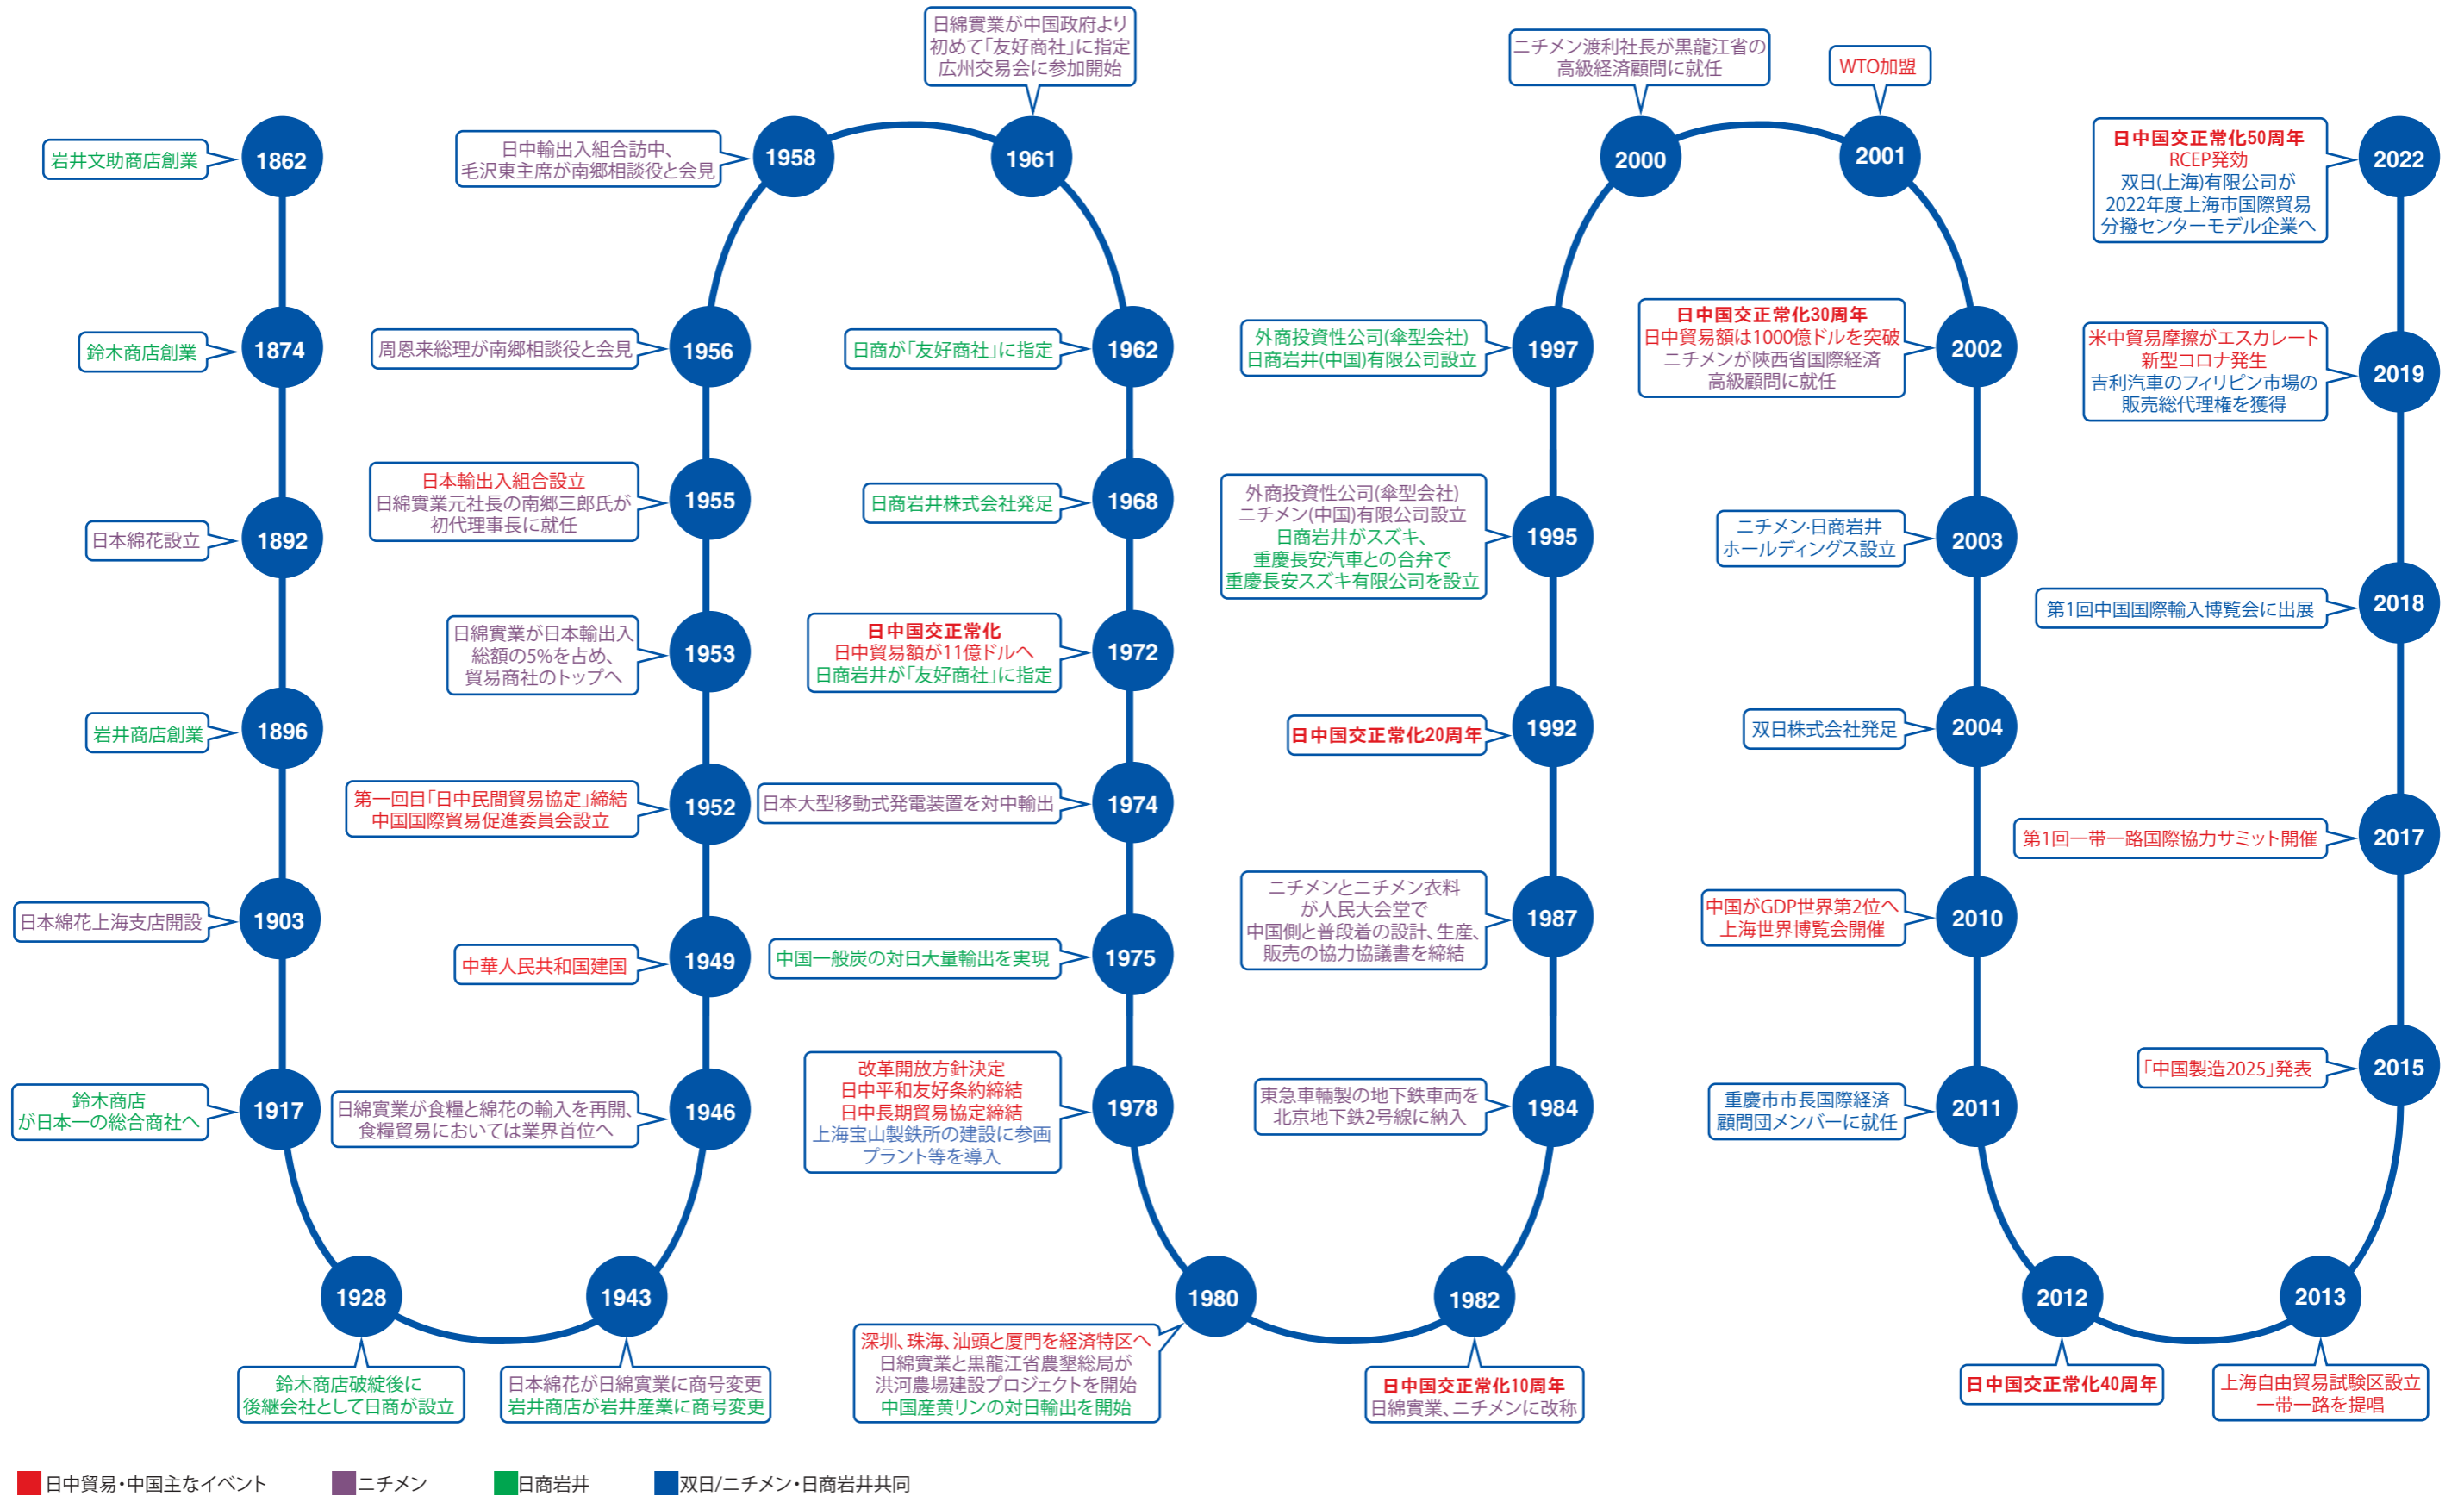 1862
岩井文助商店創業
1874
鈴木商店創業
1892
日本綿花設立
1896
岩井商店創業
1903
日本綿花上海支店開設
1917
鈴木商店
が日本一の総合商社へ
1928
鈴木商店破綻後に
後継会社として日商が設立
1943
日本綿花が日綿實業に商号変更
岩井商店が岩井産業に商号変更
1946
日綿實業が食糧と綿花の輸入を再開、
食糧貿易においては業界首位へ
1949
中華人民共和国建国
1952
第一回目「日中民間貿易協定」締結
中国国際貿易促進委員会設立
1953
日綿實業が日本輸出入
総額の5%を占め、
貿易商社のトップへ
1955
日本輸出入組合設立
日綿實業元社長の南郷三郎氏が
初代理事長に就任
1956
周恩来総理が南郷相談役と会見
1958
日中輸出入組合訪中、
毛沢東主席が南郷相談役と会見
1961
日綿實業が中国政府より
初めて「友好商社」に指定
広州交易会に参加開始
1962
日商が「友好商社」に指定
1968
日商岩井株式会社発足
1972
日中国交正常化
日中貿易額が11億ドルへ
日商岩井が「友好商社」に指定
1974
日本大型移動式発電装置を対中輸出
1975
中国一般炭の対日大量輸出を実現
1978
改革開放方針決定
日中平和友好条約締結
日中長期貿易協定締結
上海宝山製鉄所の建設に参画
プラント等を導入
1980
深圳、珠海、汕頭と厦門を経済特区へ
日綿實業と黒龍江省農墾総局が
洪河農場建設プロジェクトを開始
中国産黄リンの対日輸出を開始
1982
日中国交正常化10周年
日綿實業、ニチメンに改称
1984
東急車輛製の地下鉄車両を
北京地下鉄2号線に納入
1987
ニチメンとニチメン衣料
が人民大会堂で
中国側と普段着の設計、生産、
販売の協力協議書を締結
1992
日中国交正常化20周年
1995
外商投資性公司(傘型会社)
ニチメン(中国)有限公司設立
日商岩井がスズキ、
重慶長安汽車との合弁で
重慶長安スズキ有限公司を設立
1997
外商投資性公司(傘型会社)
日商岩井(中国)有限公司設立
2000
ニチメン渡利社長が黒龍江省の
高級経済顧問に就任
2001
WTO加盟
2002
日中国交正常化30周年
日中貿易額は1000億ドルを突破
ニチメンが陝西省国際経済
高級顧問に就任
2003
ニチメン・日商岩井
ホールディングス設立
2004
双日株式会社発足
2010
中国がGDP世界第2位へ
上海世界博覧会開催
2011
重慶市市長国際経済
顧問団メンバーに就任
2012
日中国交正常化40周年
2013
上海自由貿易試験区設立
一帯一路を提唱
2015
「中国製造2025」発表
2017
第1回一帯一路国際協力サミット開催
2018
第1回中国国際輸入博覧会に出展
2019
米中貿易摩擦がエスカレート
新型コロナ発生
吉利汽車のフィリピン市場の
販売総代理権を獲得
2022
日中国交正常化50周年
RCEP発効
双日(上海)有限公司が
2022年度上海市国際貿易
分撥センターモデル企業へ
日中貿易・中国主なイベント
ニチメン
日商岩井
双日/ニチメン・日商岩井共同